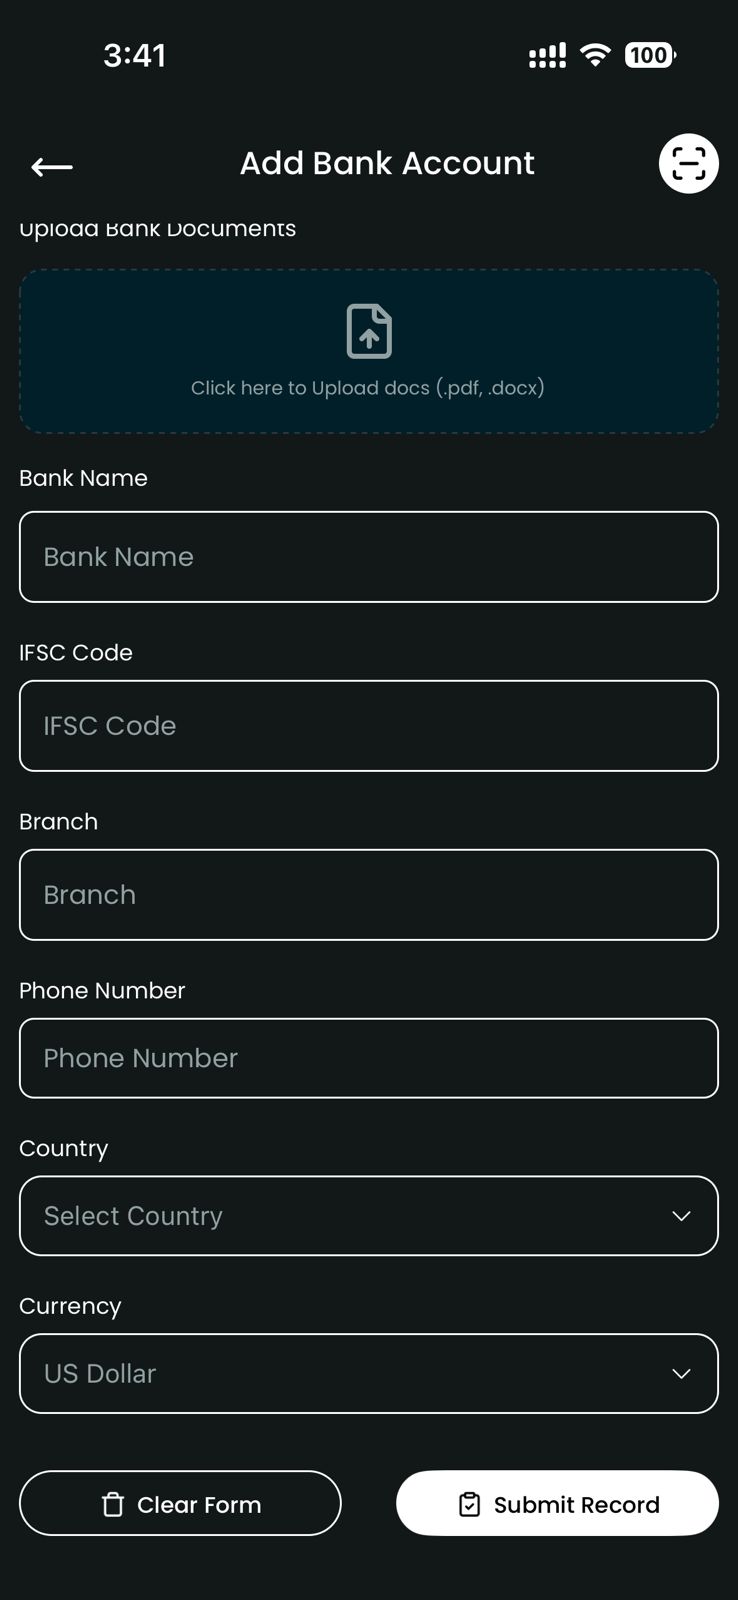 3:41
100
Add Bank Account
Upload Bank Documents
Click here to Upload docs (.pdf, .docx)
Bank Name
Bank Name
IFSC Code
IFSC Code
Branch
Branch
Phone Number
Phone Number
Country
Select Country
Currency
US Dollar
Clear Form
Submit Record